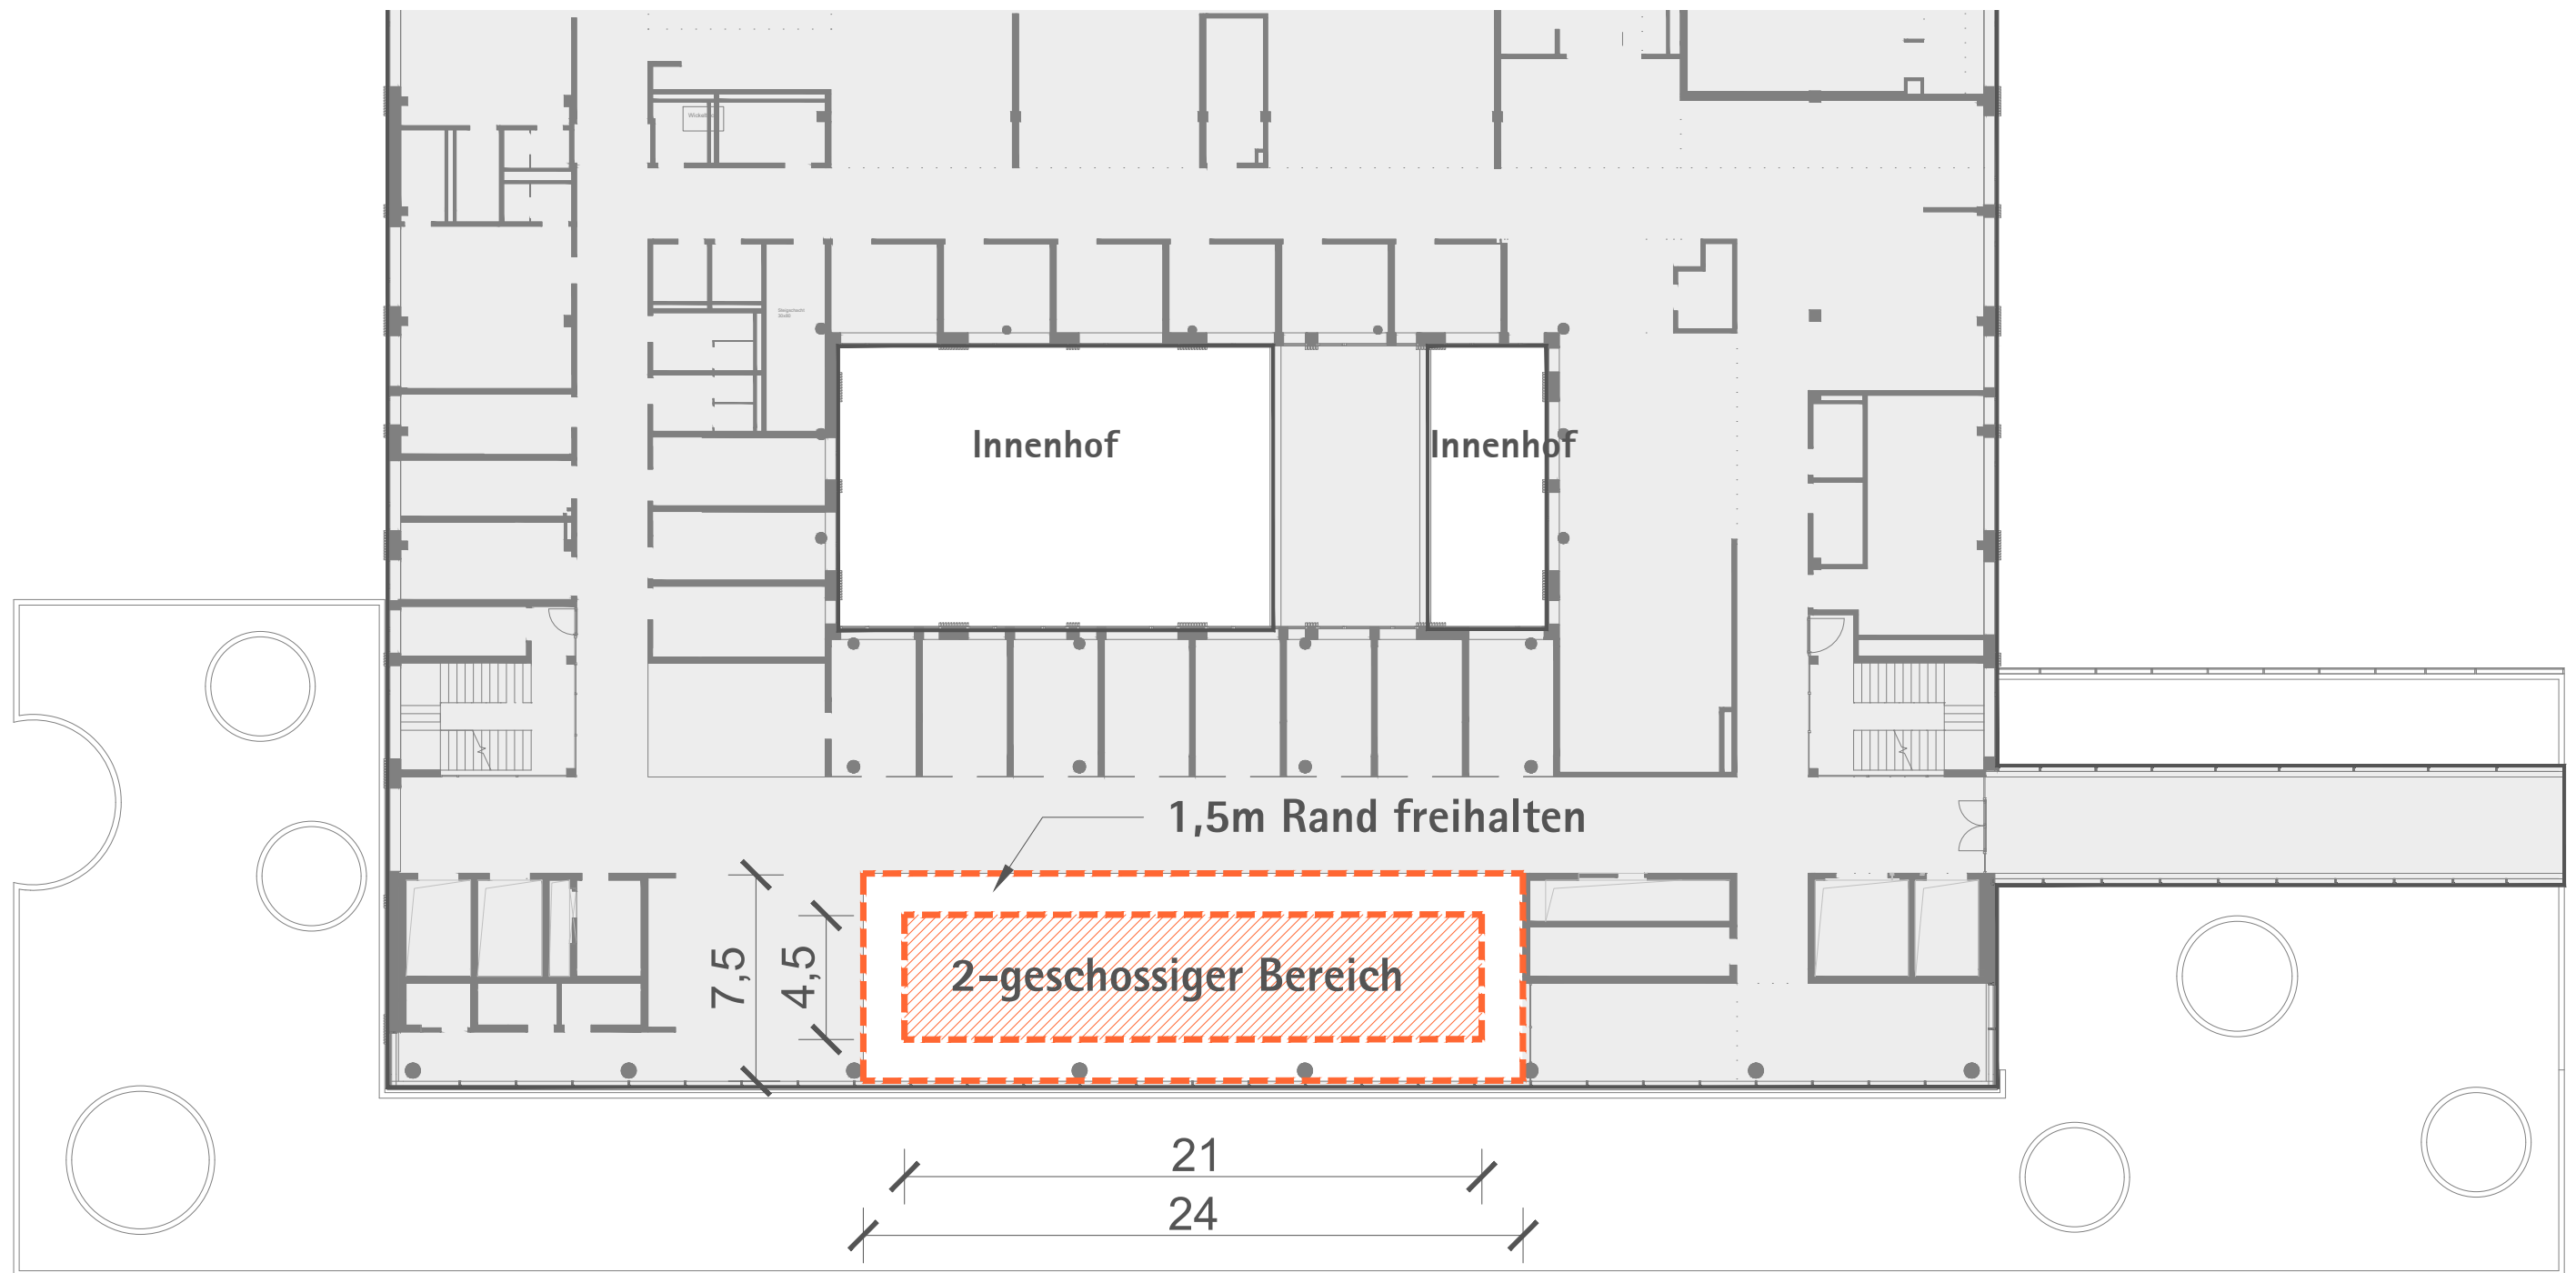 Innenhof
Innenhof
1,5m Rand freihalten
7,5
4,5
2-geschossiger Bereich
21
24